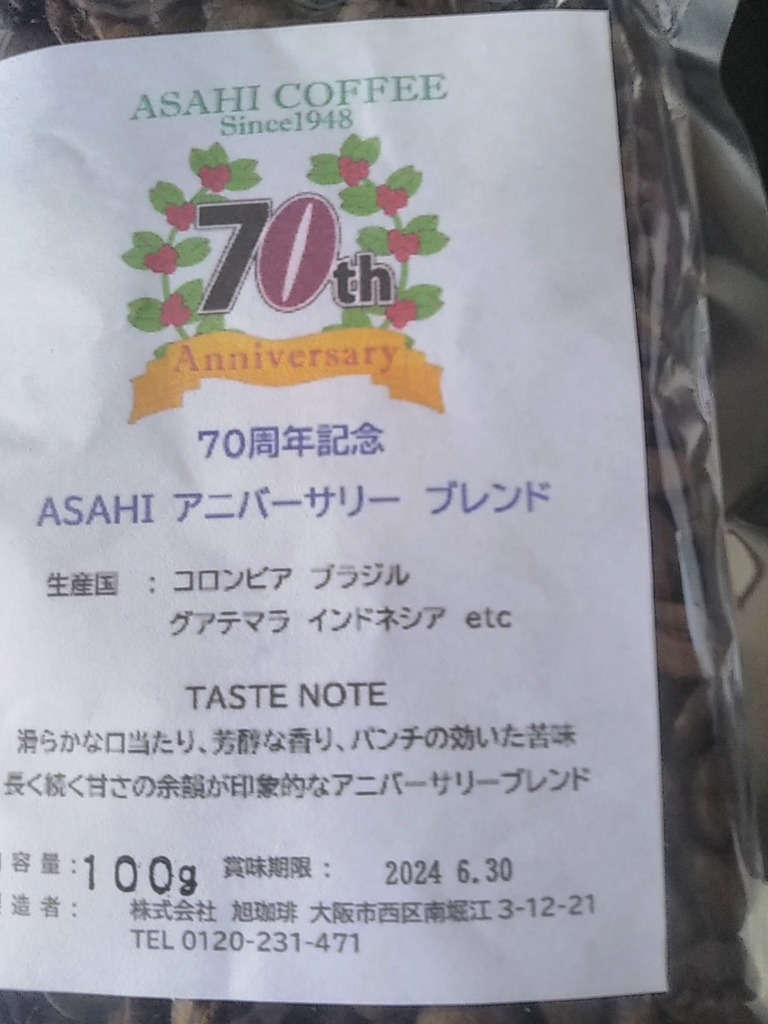 ASAHI COFFEE
Since1948
70th
Anniversary
70周年記念
ASAHI アニバーサリー ブレンド
生産国 : コロンビア ブラジル
グアテマラ インドネシア etc
TASTE NOTE
滑らかな口当たり、芳醇な香り、パンチの効いた苦味
長く続く甘さの余韻が印象的なアニバーサリーブレンド
容量:100g 賞味期限: 2024 6.30
造者: 株式会社 旭珈琲 大阪市西区南堀江3-12-21
TEL 0120-231-471